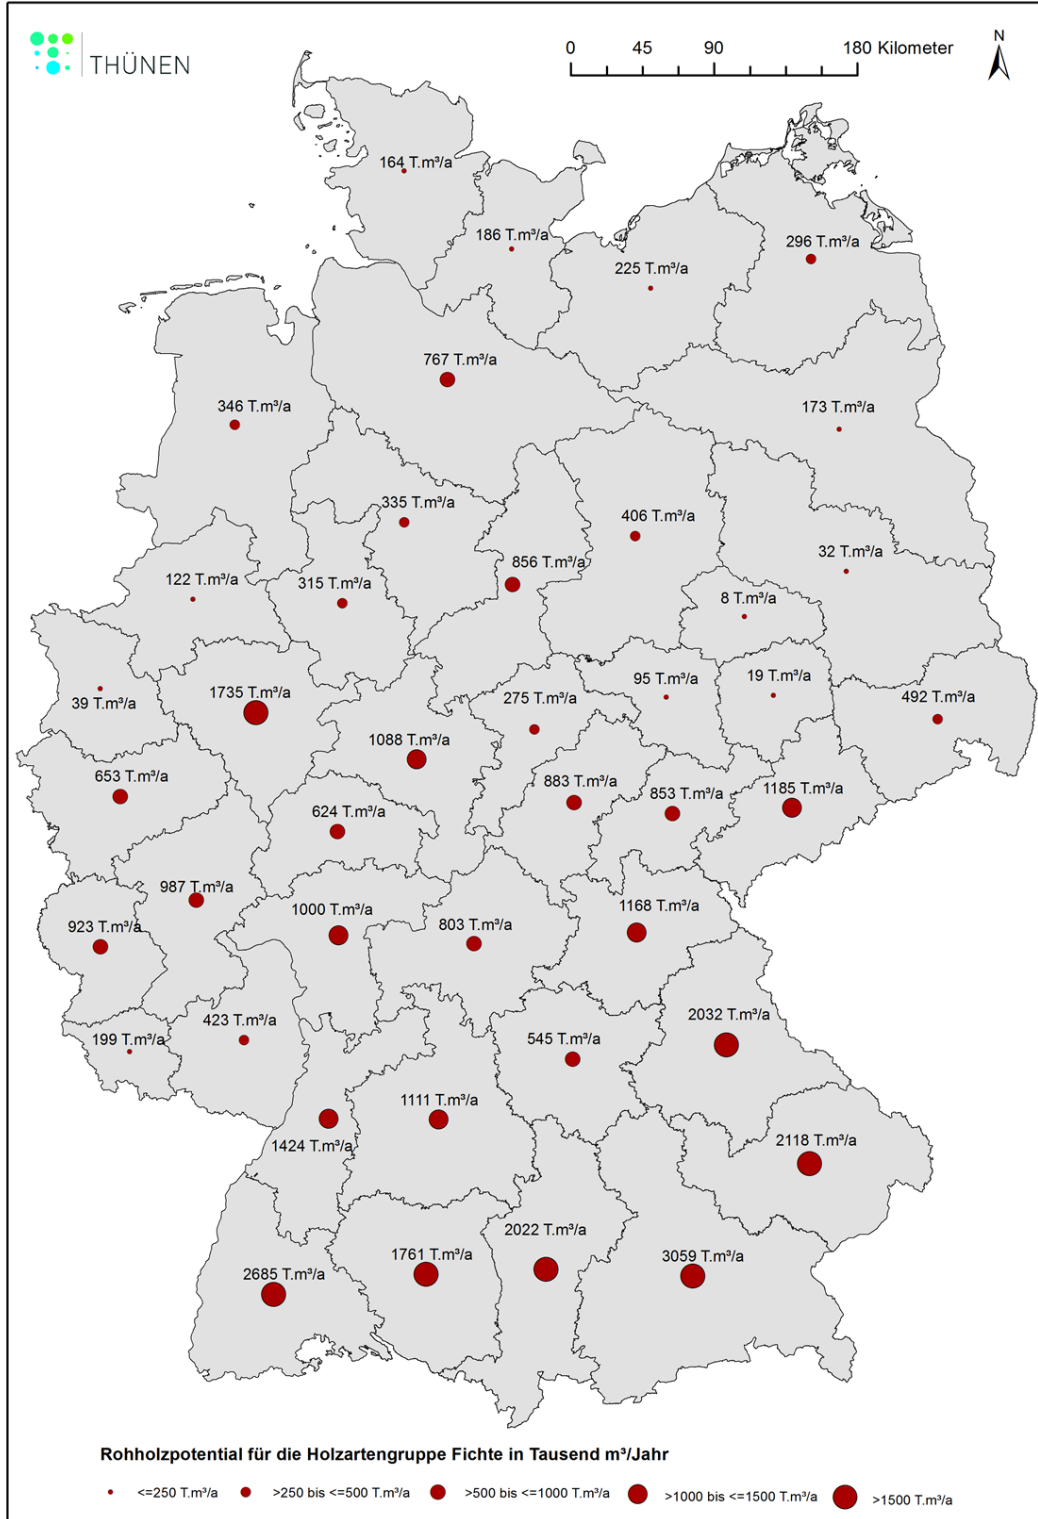 THÜNEN
0 45 90 180 Kilometer
N
164 T.m³/a
186 T.m³/a
296 T.m³/a
225 T.m³/a
767 T.m³/a
346 T.m³/a
173 T.m³/a
335 T.m³/a
406 T.m³/a
856 T.m³/a
32 T.m³/a
122 T.m³/a
315 T.m³/a
8 T.m³/a
39 T.m³/a
1735 T.m³/a
275 T.m³/a
95 T.m³/a
19 T.m³/a
492 T.m³/a
1088 T.m³/a
653 T.m³/a
883 T.m³/a
853 T.m³/a
1185 T.m³/a
624 T.m³/a
987 T.m³/a
1000 T.m³/a
1168 T.m³/a
923 T.m³/a
803 T.m³/a
423 T.m³/a
2032 T.m³/a
199 T.m³/a
545 T.m³/a
1111 T.m³/a
1424 T.m³/a
2118 T.m³/a
2022 T.m³/a
1761 T.m³/a
3059 T.m³/a
2685 T.m³/a
Rohholzpotential für die Holzartengruppe Fichte in Tausend m³/Jahr
<=250 T.m³/a >250 bis <=500 T.m³/a >500 bis <=1000 T.m³/a >1000 bis <=1500 T.m³/a >1500 T.m³/a